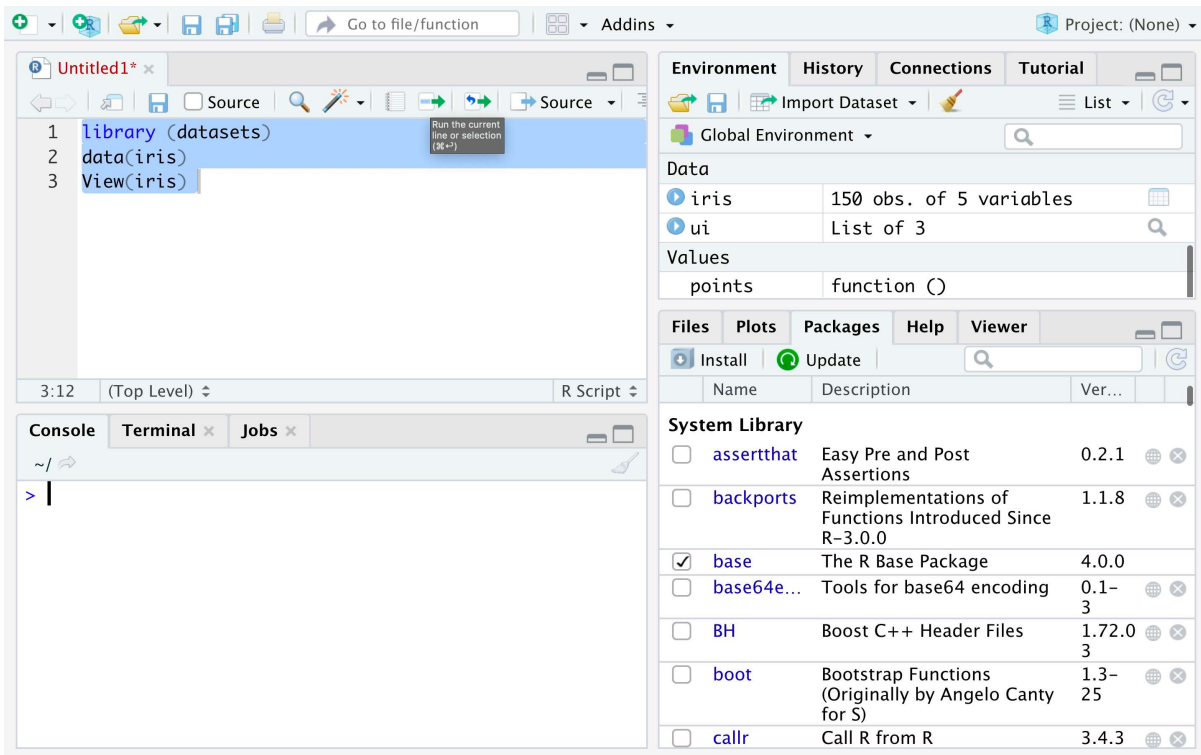 Go to file/function
Addins
Project: (None)
Untitled1*
Source
Source
Run the current
line or selection
(⌘↩)
1 library (datasets)
2 data(iris)
3 View(iris)
3:12 (Top Level) R Script
Console Terminal Jobs
~/
>
Environment History Connections Tutorial
Import Dataset List
Global Environment
Data
iris 150 obs. of 5 variables
ui List of 3
Values
points function ()
Files Plots Packages Help Viewer
Install Update
Name Description Ver...
System Library
assertthat Easy Pre and Post 0.2.1
Assertions
backports Reimplementations of 1.1.8
Functions Introduced Since
R-3.0.0
base The R Base Package 4.0.0
base64e... Tools for base64 encoding 0.1-
3
BH Boost C++ Header Files 1.72.0
3
boot Bootstrap Functions 1.3-
(Originally by Angelo Canty 25
for S)
callr Call R from R 3.4.3